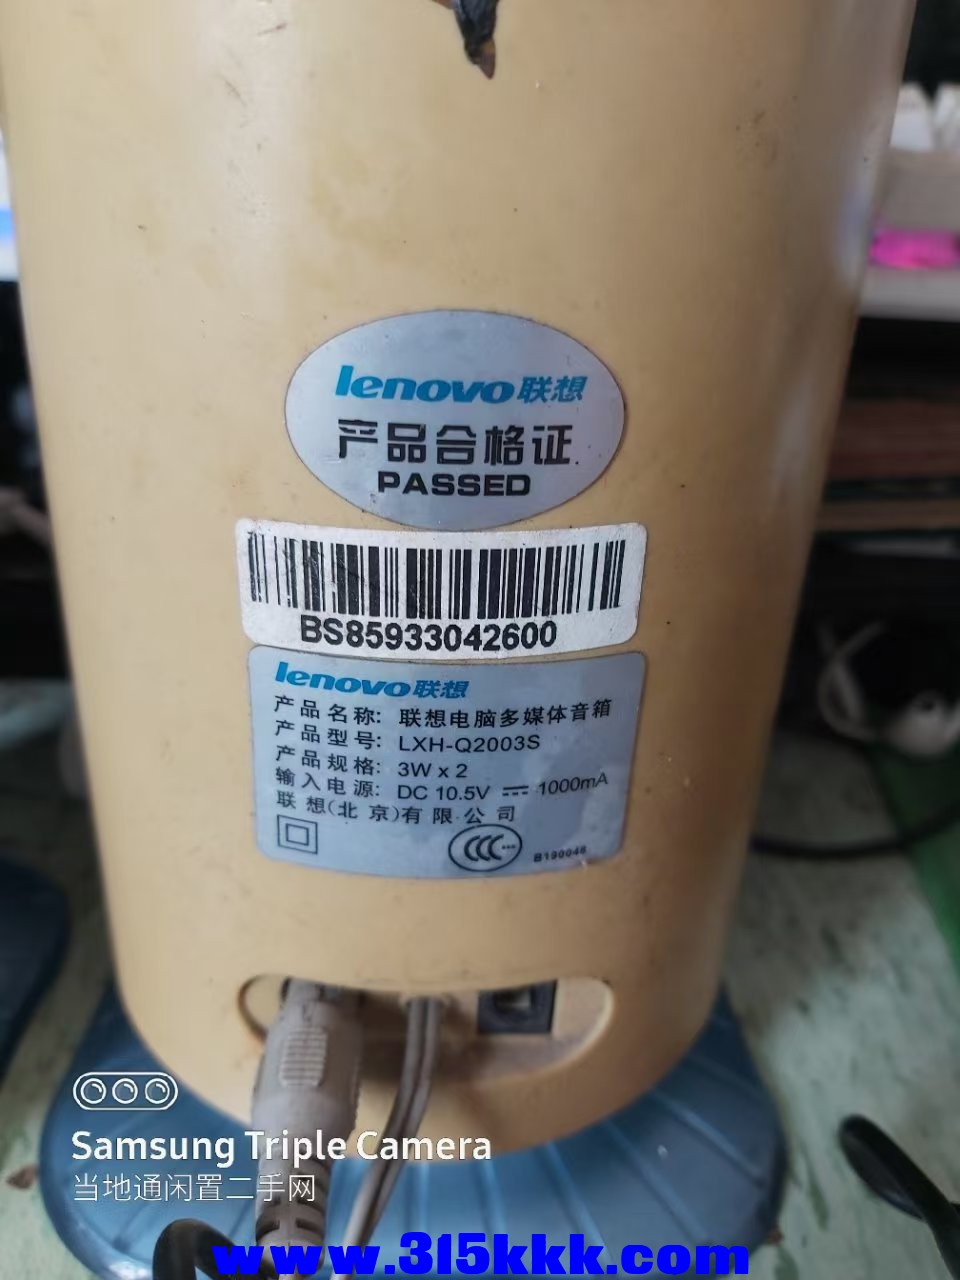 lenovo联想
产品合格证
PASSED
BS85933042600
lenovo联想
产品名称: 联想电脑多媒体音箱
产品型号: LXH-Q2003S
产品规格: 3W x 2
输入电源: DC 10.5V ⎓ 1000mA
联想(北京)有限公司
CCC
B190046
Samsung Triple Camera
当地通闲置二手网
www.315kkk.com